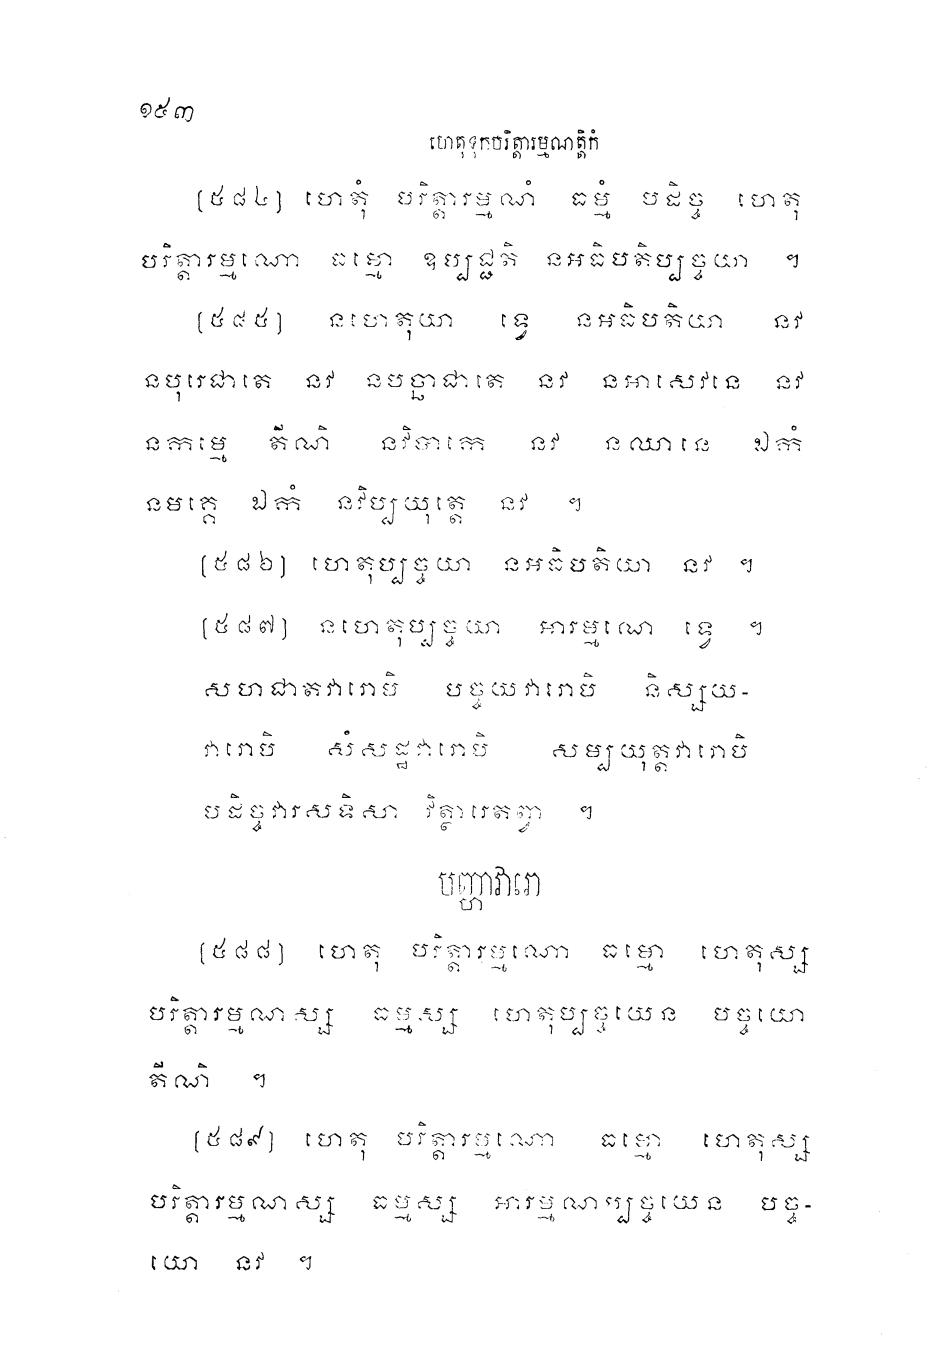 ១៥៣
ហេតុទុកបរិត្តារម្មណត្តិកំ
[៥៨៤] ហេតុំ បរិត្តារម្មណំ ធម្មំ បដិច្ច ហេតុ
បរិត្តារម្មណោ ធម្មោ ឧប្បជ្ជតិ នអធិបតិប្បច្ចយា ។
[៥៨៥] នហេតុយា ទ្វេ នអធិបតិយា នវ
នបុរេជាតេ នវ នបច្ឆាជាតេ នវ នអាសេវនេ នវ
នកម្មេ តីណិ នវិបាកេ នវ នឈានេ ឯកំ
នមគ្គេ ឯកំ នវិប្បយុត្តេ នវ ។
[៥៨៦] ហេតុប្បច្ចយា នអធិបតិយា នវ ។
[៥៨៧] នហេតុប្បច្ចយា អារម្មណេ ទ្វេ ។
សហជាតវារោបិ បច្ចយវារោបិ និស្សយ-
វារោបិ សំសដ្ឋវារោបិ សម្បយុត្តវារោបិ
បដិច្ចវារសទិសា វិត្ថារេតព្វា ។
បញ្ហាវារោ
[៥៨៨] ហេតុ បរិត្តារម្មណោ ធម្មោ ហេតុស្ស
បរិត្តារម្មណស្ស ធម្មស្ស ហេតុប្បច្ចយេន បច្ចយោ
តីណិ ។
[៥៨៩] ហេតុ បរិត្តារម្មណោ ធម្មោ ហេតុស្ស
បរិត្តារម្មណស្ស ធម្មស្ស អារម្មណប្បច្ចយេន បច្ច-
យោ នវ ។